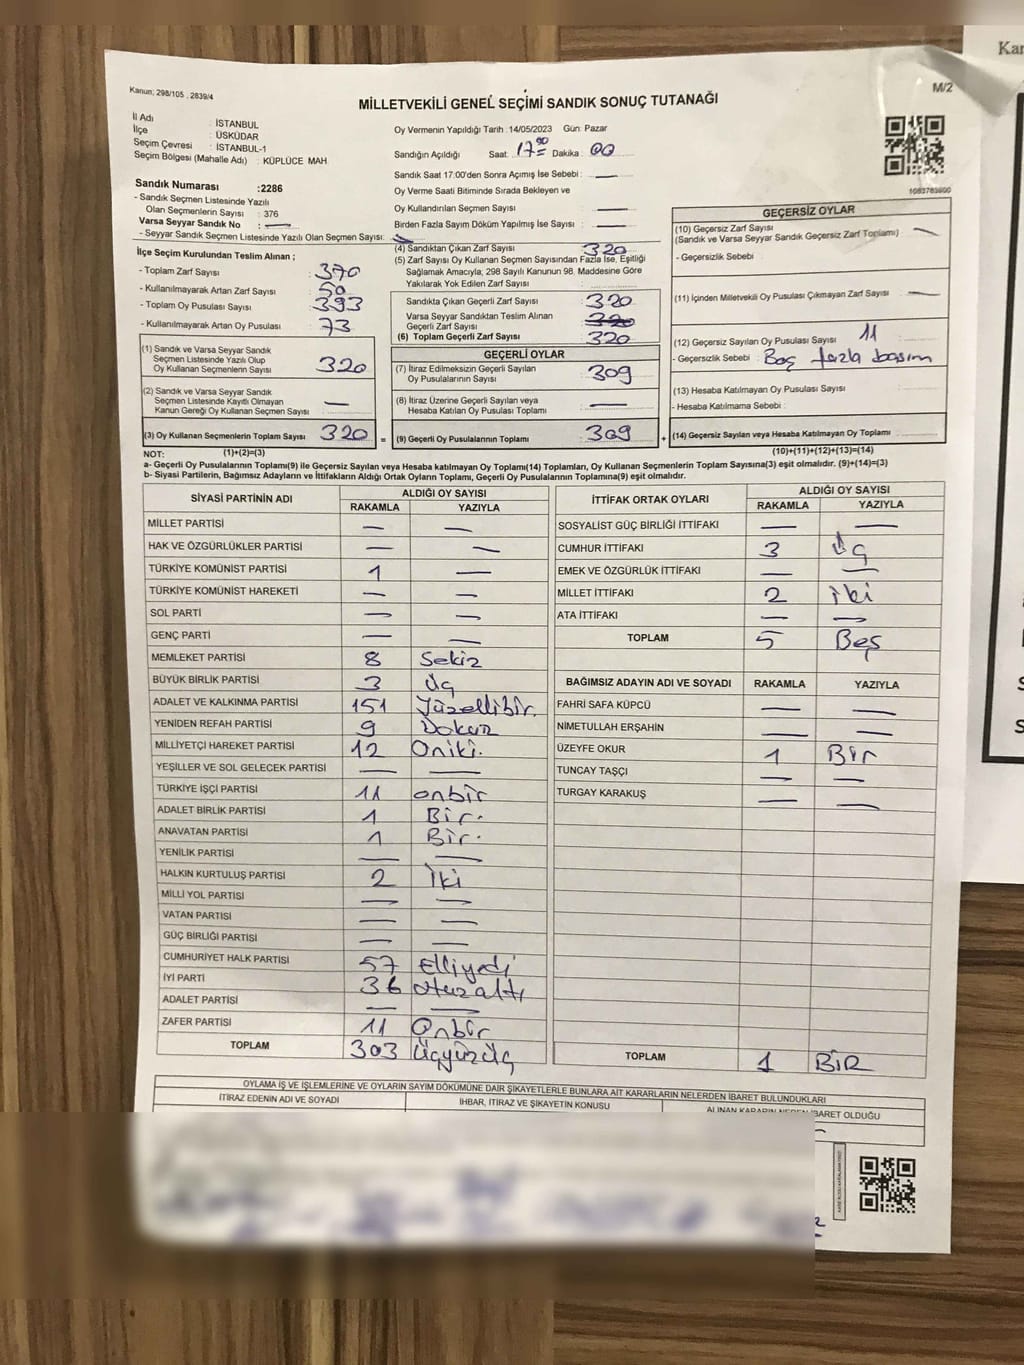 Kar
Kanun; 298/105 , 2839/4
M/2
MİLLETVEKİLİ GENEL SEÇİMİ SANDIK SONUÇ TUTANAĞI
İl Adı : İSTANBUL
İlçe : ÜSKÜDAR
Seçim Çevresi : İSTANBUL-1
Seçim Bölgesi (Mahalle Adı) : KÜPLÜCE MAH
Oy Vermenin Yapıldığı Tarih : 14/05/2023 Gün: Pazar
Sandığın Açıldığı Saat: 17 00 Dakika : 00
Sandık Saat 17:00'den Sonra Açımış İse Sebebi : —
Oy Verme Saati Bitiminde Sırada Bekleyen ve
Oy Kullandırılan Seçmen Sayısı —
Birden Fazla Sayım Döküm Yapılmış İse Sayısı : —
1083763600
Sandık Numarası :2286
- Sandık Seçmen Listesinde Yazılı
Olan Seçmenlerin Sayısı : 376
Varsa Seyyar Sandık No : —
- Seyyar Sandık Seçmen Listesinde Yazılı Olan Seçmen Sayısı:
İlçe Seçim Kurulundan Teslim Alınan ;
- Toplam Zarf Sayısı : 370
- Kullanılmayarak Artan Zarf Sayısı : 50
- Toplam Oy Pusulası Sayısı : 393
- Kullanılmayarak Artan Oy Pusulası : 73
(4) Sandıktan Çıkan Zarf Sayısı 320
(5) Zarf Sayısı Oy Kullanan Seçmen Sayısından Fazla İse, Eşitliği
Sağlamak Amacıyla; 298 Sayılı Kanunun 98. Maddesine Göre
Yakılarak Yok Edilen Zarf Sayısı :
Sandıkta Çıkan Geçerli Zarf Sayısı 320
Varsa Seyyar Sandıktan Teslim Alınan
Geçerli Zarf Sayısı 320
(6) Toplam Geçerli Zarf Sayısı 320
GEÇERSİZ OYLAR
(10) Geçersiz Zarf Sayısı —
(Sandık ve Varsa Seyyar Sandık Geçersiz Zarf Toplamı)
- Geçersizlik Sebebi
(11) İçinden Milletvekili Oy Pusulası Çıkmayan Zarf Sayısı —
(12) Geçersiz Sayılan Oy Pusulası Sayısı 11
- Geçersizlik Sebebi : Boş fazla basım
(13) Hesaba Katılmayan Oy Pusulası Sayısı
- Hesaba Katılmama Sebebi :
(14) Geçersiz Sayılan veya Hesaba Katılmayan Oy Toplamı
(10)+(11)+(12)+(13)=(14)
(1) Sandık ve Varsa Seyyar Sandık
Seçmen Listesinde Yazılı Olup
Oy Kullanan Seçmenlerin Sayısı : 320
(2) Sandık ve Varsa Seyyar Sandık
Seçmen Listesinde Kayıtlı Olmayan
Kanun Gereği Oy Kullanan Seçmen Sayısı : —
(3) Oy Kullanan Seçmenlerin Toplam Sayısı 320 =
GEÇERLİ OYLAR
(7) İtiraz Edilmeksizin Geçerli Sayılan
Oy Pusulalarının Sayısı : 309
(8) İtiraz Üzerine Geçerli Sayılan veya
Hesaba Katılan Oy Pusulası Toplamı : —
(9) Geçerli Oy Pusulalarının Toplamı : 309 +
NOT: (1)+(2)=(3)
a- Geçerli Oy Pusulalarının Toplamı(9) ile Geçersiz Sayılan veya Hesaba katılmayan Oy Toplamı(14) Toplamları, Oy Kullanan Seçmenlerin Toplam Sayısına(3) eşit olmalıdır. (9)+(14)=(3)
b- Siyasi Partilerin, Bağımsız Adayların ve İttifakların Aldığı Ortak Oyların Toplamı, Geçerli Oy Pusulalarının Toplamına(9) eşit olmalıdır.
SİYASİ PARTİNİN ADI ALDIĞI OY SAYISI
RAKAMLA YAZIYLA
MİLLET PARTİSİ — —
HAK VE ÖZGÜRLÜKLER PARTİSİ — —
TÜRKİYE KOMÜNİST PARTİSİ 1 —
TÜRKİYE KOMÜNİST HAREKETİ — —
SOL PARTİ — —
GENÇ PARTİ — —
MEMLEKET PARTİSİ 8 Sekiz
BÜYÜK BİRLİK PARTİSİ 3 Üç
ADALET VE KALKINMA PARTİSİ 151 Yüzellibir.
YENİDEN REFAH PARTİSİ 9 Dokuz
MİLLİYETÇİ HAREKET PARTİSİ 12 Oniki.
YEŞİLLER VE SOL GELECEK PARTİSİ — —
TÜRKİYE İŞÇİ PARTİSİ 11 onbir
ADALET BİRLİK PARTİSİ 1 Bir.
ANAVATAN PARTİSİ 1 Bir.
YENİLİK PARTİSİ — —
HALKIN KURTULUŞ PARTİSİ 2 İki
MİLLİ YOL PARTİSİ — —
VATAN PARTİSİ — —
GÜÇ BİRLİĞİ PARTİSİ — —
CUMHURİYET HALK PARTİSİ 57 Elliyedi
İYİ PARTİ 36 otuzaltı
ADALET PARTİSİ — —
ZAFER PARTİSİ 11 Onbir
TOPLAM 303 Üçyüzüç
İTTİFAK ORTAK OYLARI ALDIĞI OY SAYISI
RAKAMLA YAZIYLA
SOSYALİST GÜÇ BİRLİĞİ İTTİFAKI — —
CUMHUR İTTİFAKI 3 Üç
EMEK VE ÖZGÜRLÜK İTTİFAKI — —
MİLLET İTTİFAKI 2 iki
ATA İTTİFAKI — —
TOPLAM 5 Beş
BAĞIMSIZ ADAYIN ADI VE SOYADI RAKAMLA YAZIYLA
FAHRİ SAFA KÜPCÜ — —
NİMETULLAH ERŞAHİN — —
ÜZEYFE OKUR 1 Bir
TUNCAY TAŞÇI — —
TURGAY KARAKUŞ — —
TOPLAM 1 BİR
OYLAMA İŞ VE İŞLEMLERİNE VE OYLARIN SAYIM DÖKÜMÜNE DAİR ŞİKAYETLERLE BUNLARA AİT KARARLARIN NELERDEN İBARET BULUNDUKLARI
İTİRAZ EDENİN ADI VE SOYADI İHBAR, İTİRAZ VE ŞİKAYETİN KONUSU ALINAN KARARIN NEDEN İBARET OLDUĞU